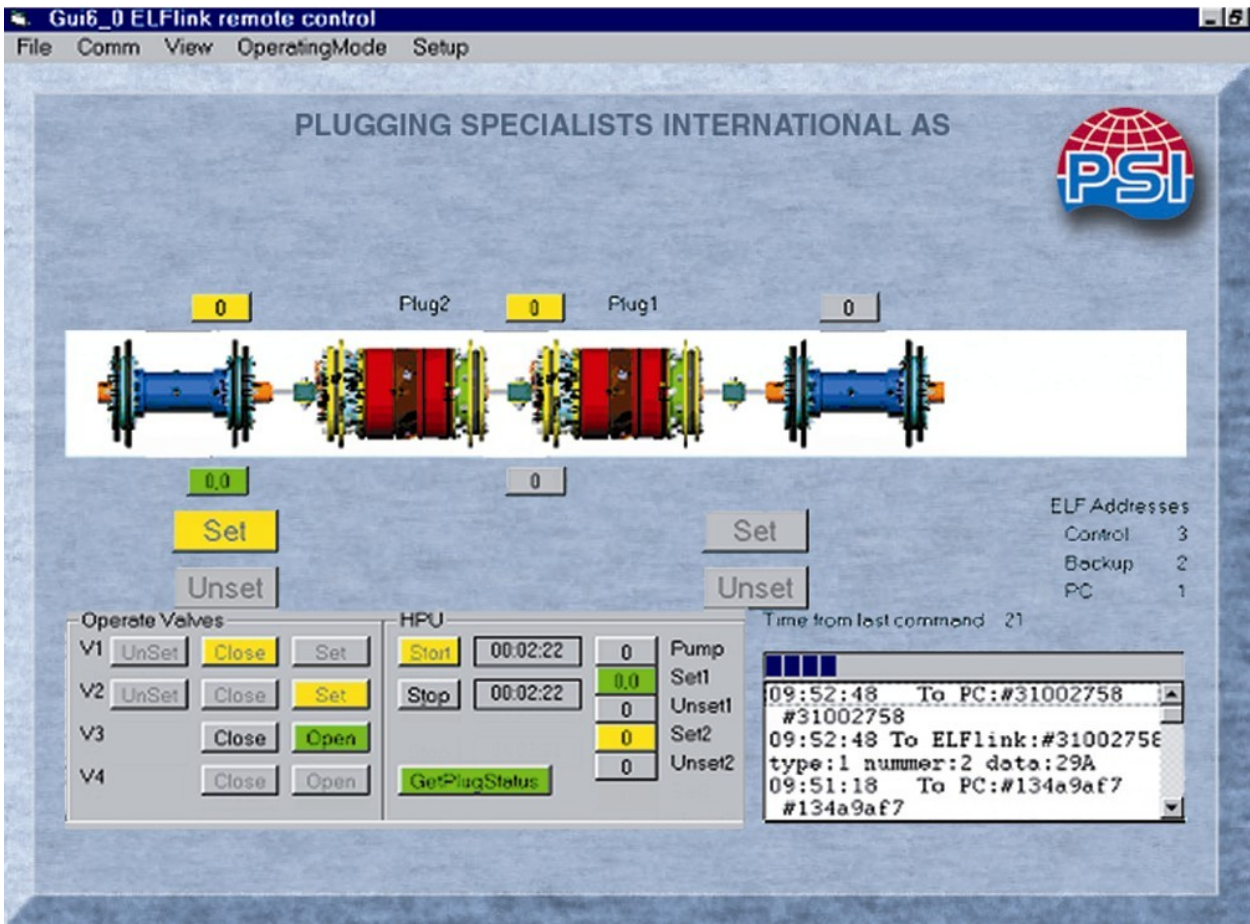 Gui6_0 ELFlink remote control
File Comm View OperatingMode Setup
PLUGGING SPECIALISTS INTERNATIONAL AS
PSI
0 Plug2 0 Plug1 0
0,0 0
ELF Addresses
Set Set
Control 3
Backup 2
Unset Unset
PC 1
Operate Valves HPU Time from last command 21
V1 UnSet Close Set Start 00:02:22 0 Pump
V2 UnSet Close Set Stop 00:02:22 0,0 Set1
0 Unset1
V3 Close Open 0 Set2
V4 Close Open GetPlugStatus 0 Unset2
09:52:48 To PC:#31002758
#31002758
09:52:48 To ELFlink:#31002758
type:1 nummer:2 data:29A
09:51:18 To PC:#134a9af7
#134a9af7